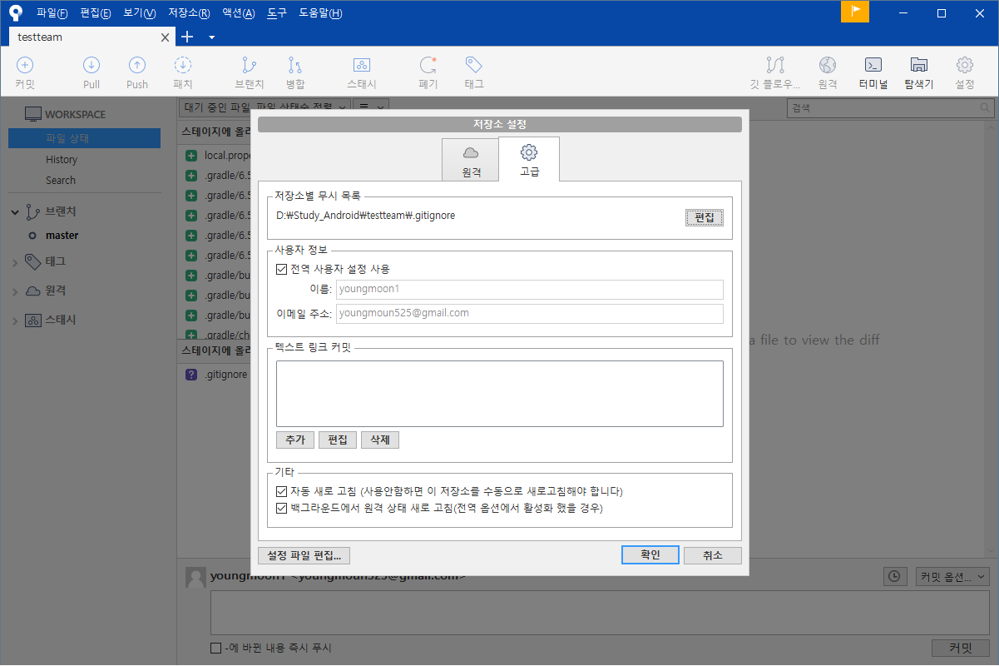 파일(F) 편집(E) 보기(V) 저장소(R) 액션(A) 도구 도움말(H)
testteam
커밋 Pull Push 패치 브랜치 병합 스태시 폐기 태그 깃 플로우... 원격 터미널 탐색기 설정
WORKSPACE
파일 상태
History
Search
브랜치
master
태그
원격
스태시
대기 중인 파일, 파일 상태순 정렬
검색
스테이지에 올라
local.prope
.gradle/6.5
.gradle/6.5
.gradle/6.5
.gradle/6.5
.gradle/6.5
.gradle/bu
.gradle/bu
.gradle/bu
.gradle/ch
스테이지에 올라
.gitignore
a file to view the diff
저장소 설정
원격
고급
저장소별 무시 목록
D:₩Study_Android₩testteam₩.gitignore
편집
사용자 정보
전역 사용자 설정 사용
이름: youngmoon1
이메일 주소: youngmoun525@gmail.com
텍스트 링크 커밋
추가 편집 삭제
기타
자동 새로 고침 (사용안함하면 이 저장소를 수동으로 새로고침해야 합니다)
백그라운드에서 원격 상태 새로 고침(전역 옵션에서 활성화 했을 경우)
설정 파일 편집...
확인
취소
youngmoon1 <youngmoun525@gmail.com>
커밋 옵션...
-에 바뀐 내용 즉시 푸시
커밋